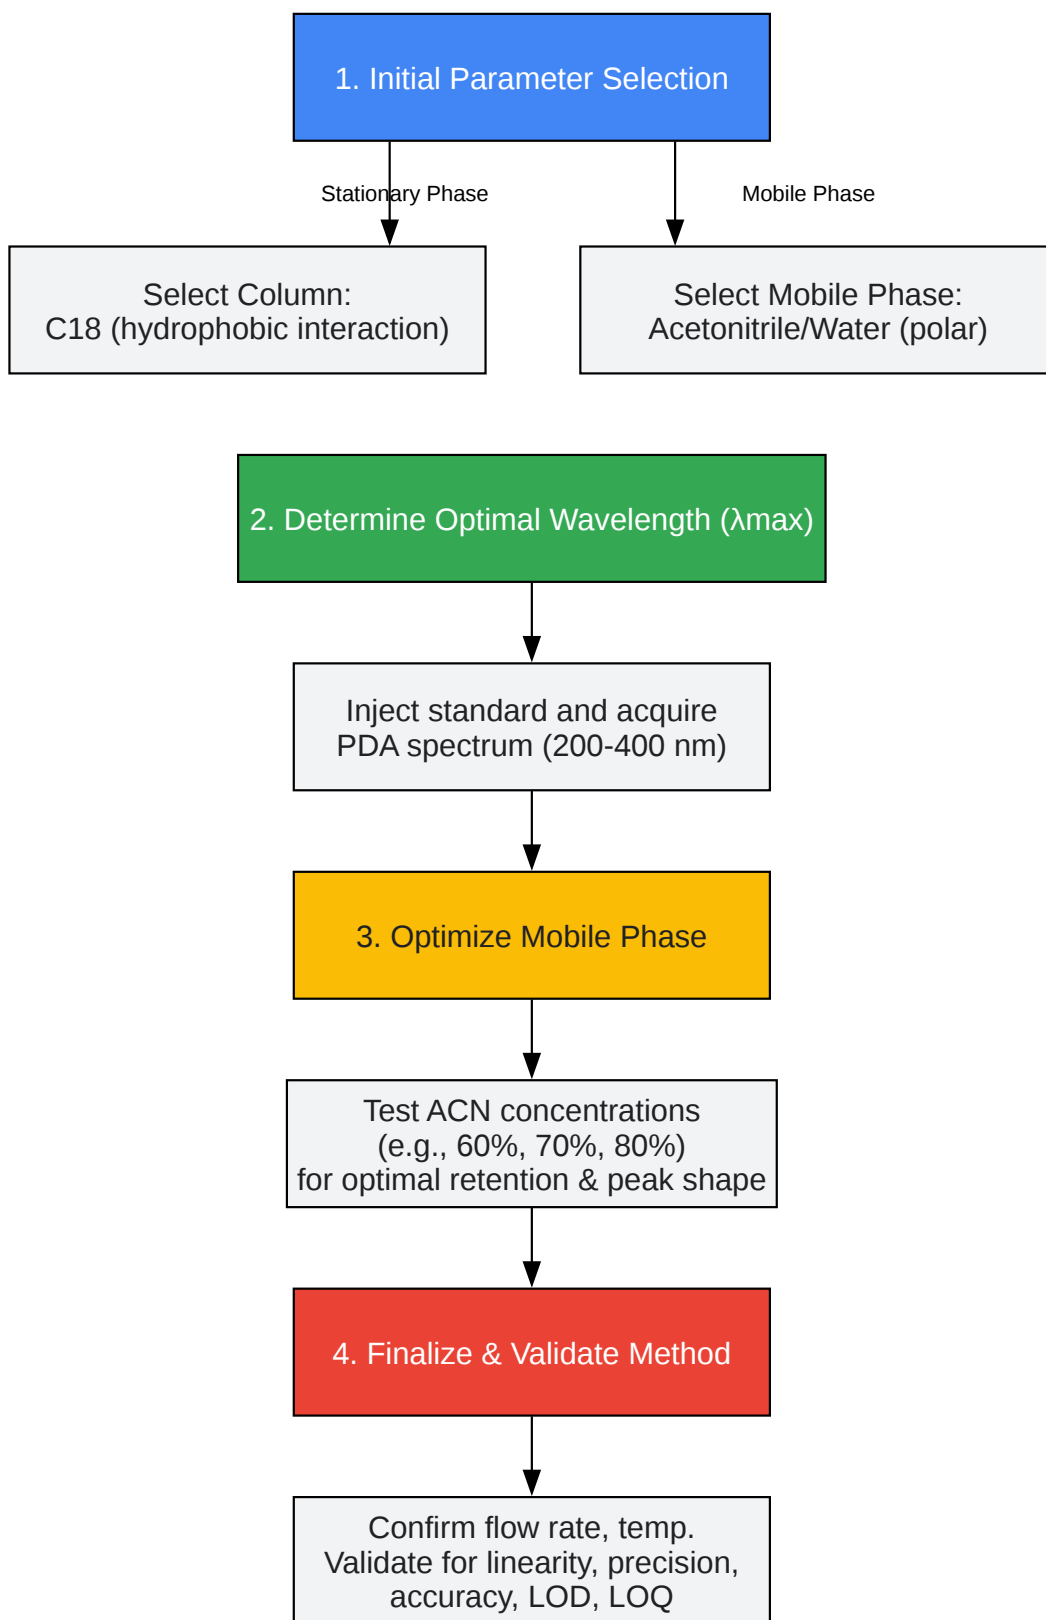 1. Initial Parameter Selection
Stationary Phase
Mobile Phase
Select Column:
C18 (hydrophobic interaction)
Select Mobile Phase:
Acetonitrile/Water (polar)
2. Determine Optimal Wavelength (λmax)
Inject standard and acquire
PDA spectrum (200-400 nm)
3. Optimize Mobile Phase
Test ACN concentrations
(e.g., 60%, 70%, 80%)
for optimal retention & peak shape
4. Finalize & Validate Method
Confirm flow rate, temp.
Validate for linearity, precision,
accuracy, LOD, LOQ